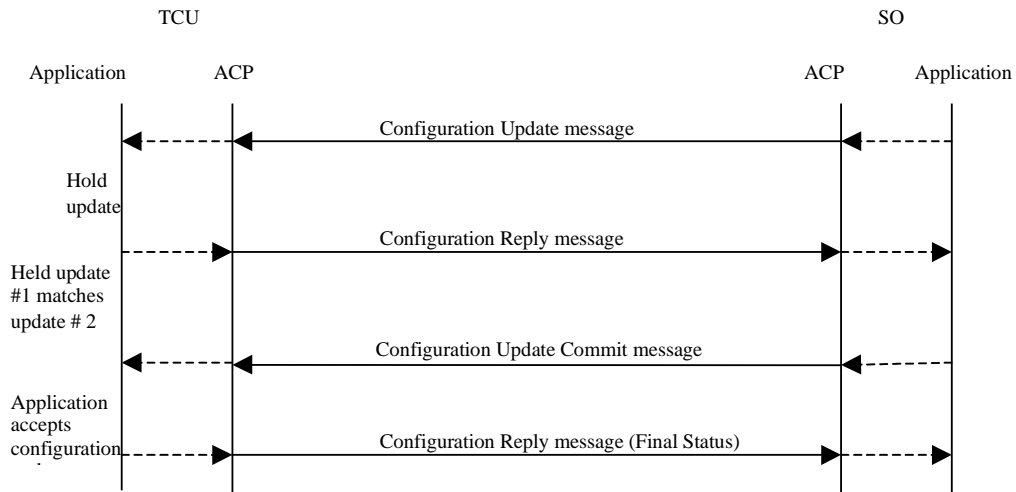 TCU SO
Application ACP ACP Application
Configuration Update message
Hold
update
Configuration Reply message
Held update
#1 matches
update # 2
Configuration Update Commit message
Application
accepts
configuration
Configuration Reply message (Final Status)